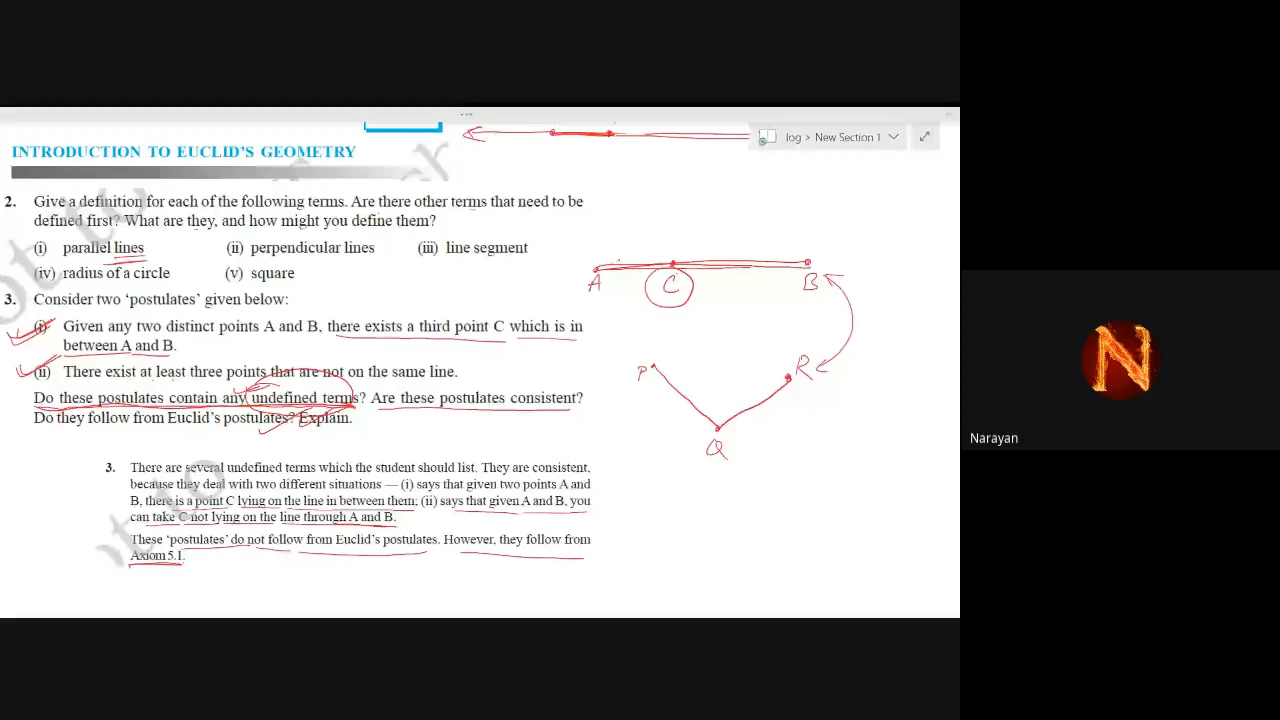 log > New Section 1
INTRODUCTION TO EUCLID'S GEOMETRY
2. Give a definition for each of the following terms. Are there other terms that need to be
defined first? What are they, and how might you define them?
(i) parallel lines (ii) perpendicular lines (iii) line segment
(iv) radius of a circle (v) square
3. Consider two 'postulates' given below:
(i) Given any two distinct points A and B, there exists a third point C which is in
between A and B.
(ii) There exist at least three points that are not on the same line.
Do these postulates contain any undefined terms? Are these postulates consistent?
Do they follow from Euclid's postulates? Explain.
3. There are several undefined terms which the student should list. They are consistent,
because they deal with two different situations — (i) says that given two points A and
B, there is a point C lying on the line in between them; (ii) says that given A and B, you
can take C not lying on the line through A and B.
These 'postulates' do not follow from Euclid's postulates. However, they follow from
Axiom 5.1.
A C B
P R
Q
N
Narayan